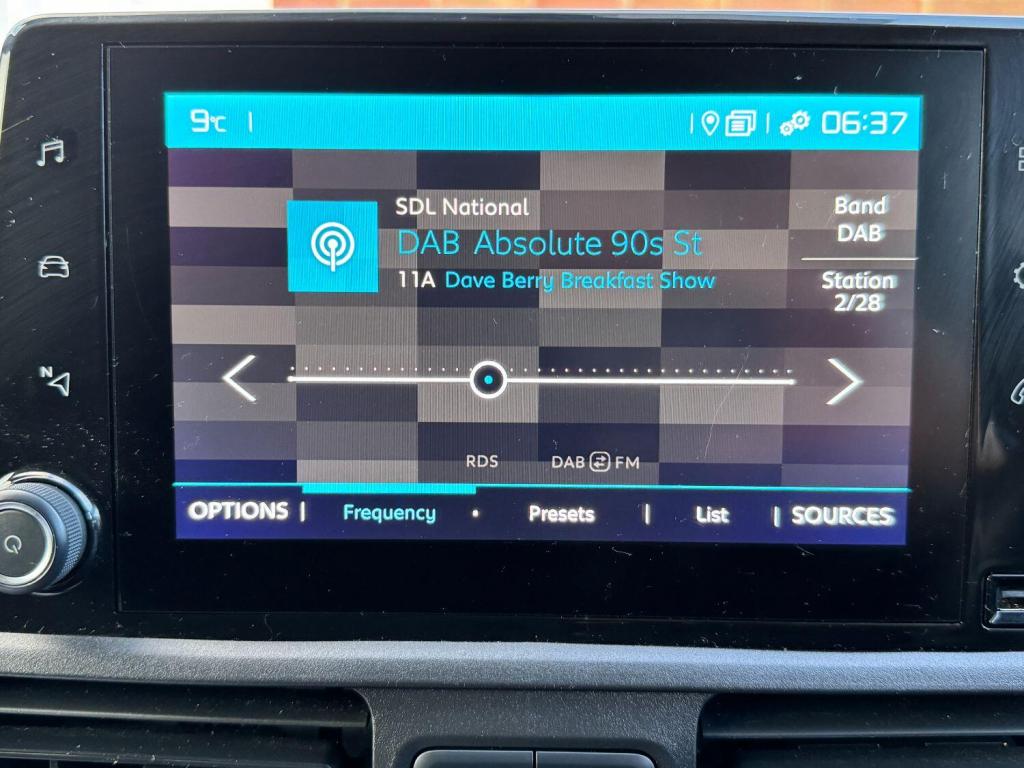 9°C
06:37
SDL National
DAB Absolute 90s St
11A Dave Berry Breakfast Show
Band
DAB
Station
2/28
N
RDS
DAB FM
OPTIONS Frequency Presets List SOURCES